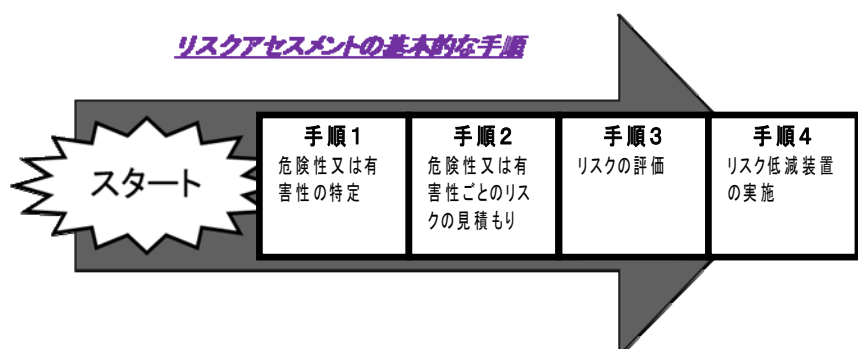 リスクアセスメントの基本的な手順
スタート
手順1
危険性又は有
害性の特定
手順2
危険性又は有
害性ごとのリス
クの見積もり
手順3
リスクの評価
手順4
リスク低減装置
の実施